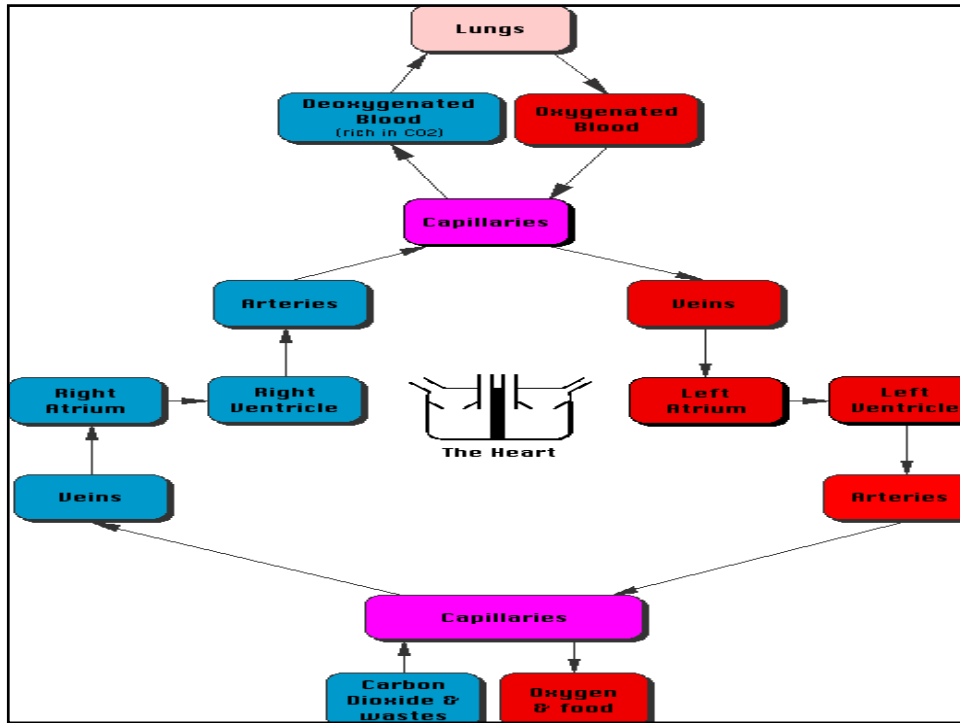 Lungs
Deoxygenated
Blood
(rich in CO2)
Oxygenated
Blood
Capillaries
Arteries
Veins
Right
Atrium
Right
Ventricle
Left
Atrium
Left
Ventricle
The Heart
Veins
Arteries
Capillaries
Carbon
Dioxide &
wastes
Oxygen
& food